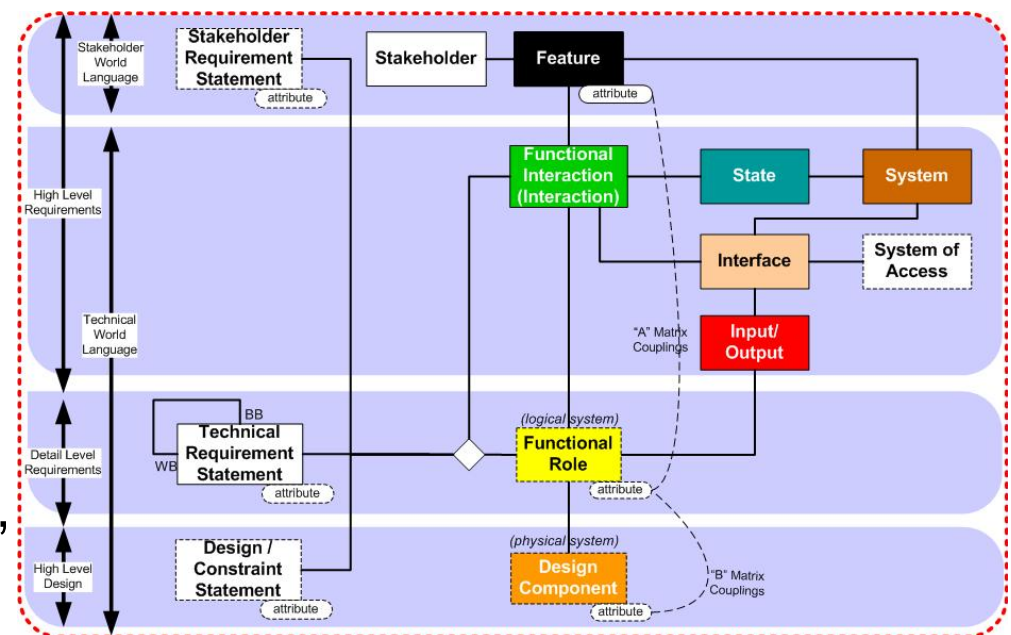 Stakeholder
World
Language
Stakeholder
Requirement
Statement
attribute
Stakeholder
Feature
attribute
High Level
Requirements
Functional
Interaction
(Interaction)
State
System
Interface
System of
Access
Technical
World
Language
"A" Matrix
Couplings
Input/
Output
Detail Level
Requirements
BB
WB
Technical
Requirement
Statement
attribute
(logical system)
Functional
Role
attribute
,
High Level
Design
Design /
Constraint
Statement
attribute
(physical system)
Design
Component
attribute
"B" Matrix
Couplings